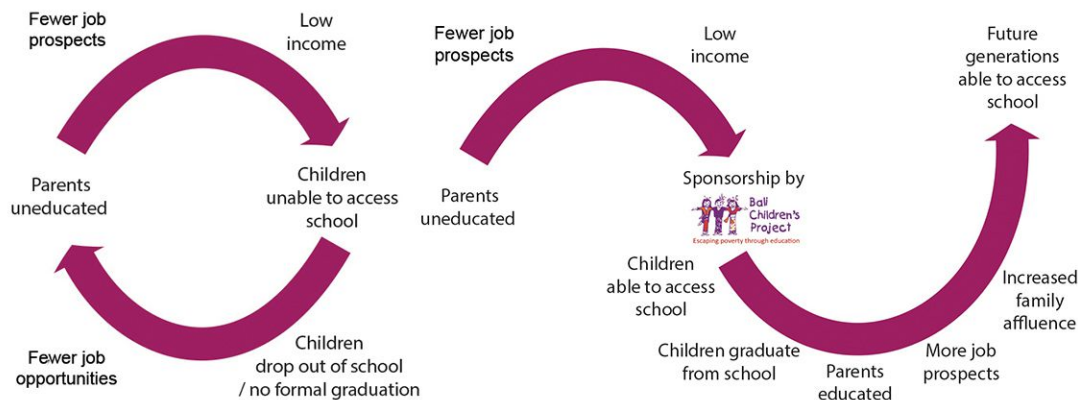 Fewer job
prospects
Low
income
Parents
uneducated
Children
unable to access
school
Children
drop out of school
/ no formal graduation
Fewer job
opportunities
Fewer job
prospects
Low
income
Parents
uneducated
Sponsorship by
Bali
Children's
Project
Escaping poverty through education
Children
able to access
school
Children graduate
from school
Parents
educated
More job
prospects
Increased
family
affluence
Future
generations
able to access
school